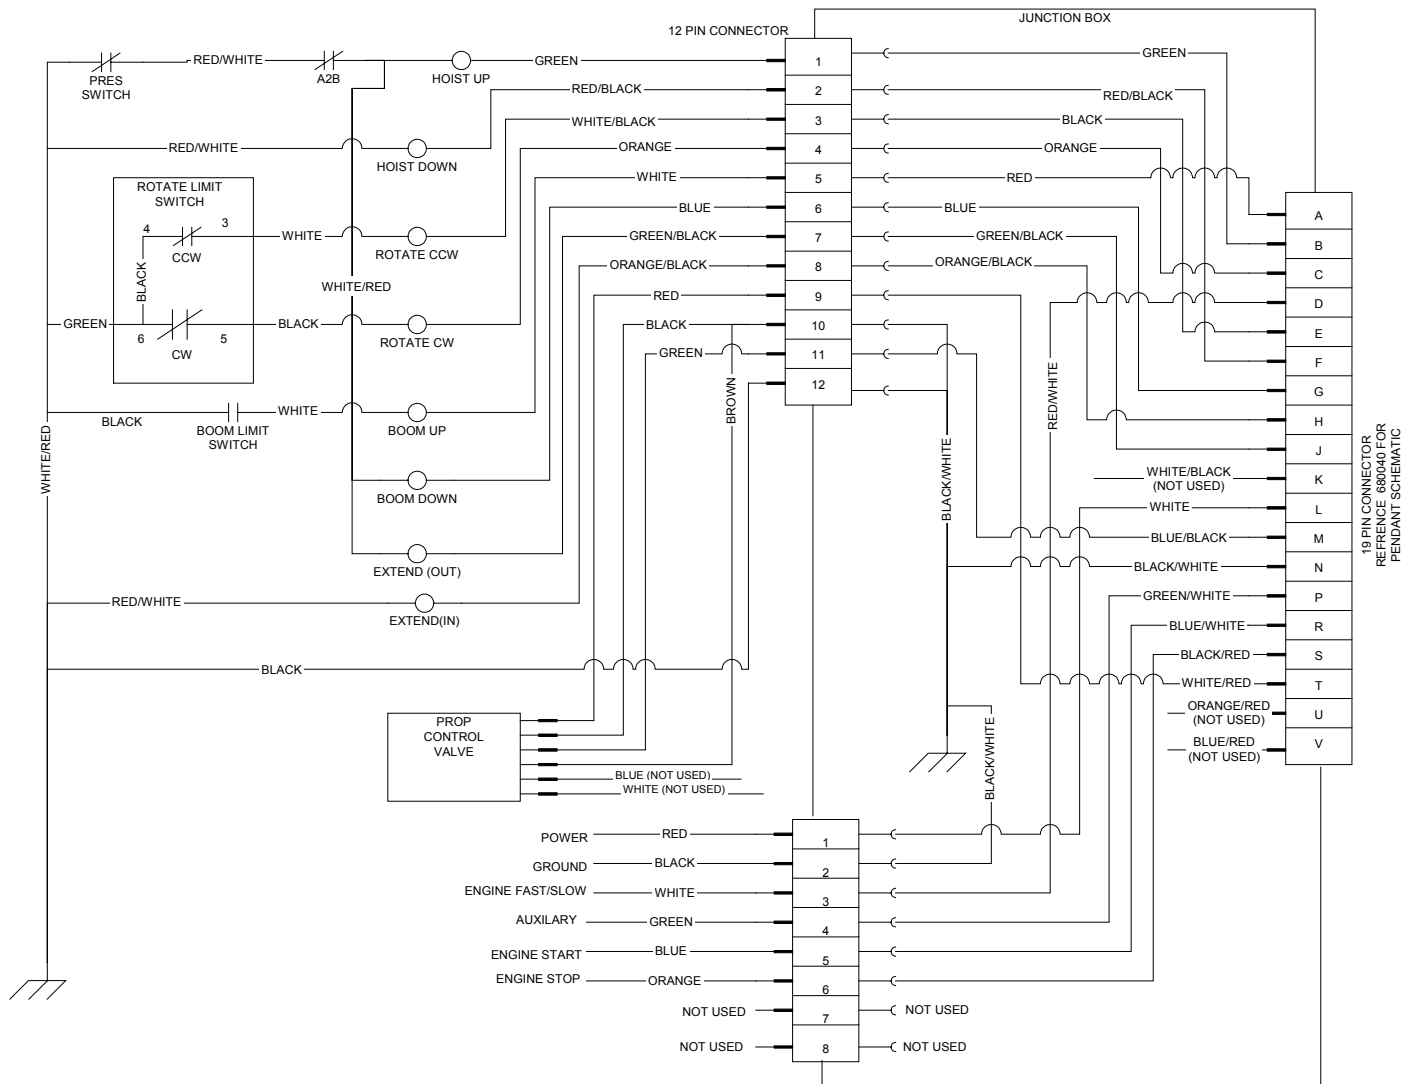 JUNCTION BOX
12 PIN CONNECTOR
PRES
SWITCH
RED/WHITE
A2B
HOIST UP
GREEN
1
GREEN
RED/BLACK
2
RED/BLACK
WHITE/BLACK
3
BLACK
RED/WHITE
HOIST DOWN
ORANGE
4
ORANGE
WHITE
5
RED
ROTATE LIMIT
SWITCH
4
3
CCW
BLACK
WHITE
ROTATE CCW
BLUE
6
BLUE
GREEN/BLACK
7
GREEN/BLACK
ORANGE/BLACK
8
ORANGE/BLACK
WHITE/RED
RED
9
GREEN
6
5
CW
BLACK
ROTATE CW
BLACK
10
GREEN
11
BROWN
12
BLACK
BOOM LIMIT
SWITCH
WHITE
BOOM UP
WHITE/RED
BOOM DOWN
EXTEND (OUT)
RED/WHITE
EXTEND(IN)
BLACK
PROP
CONTROL
VALVE
BLUE (NOT USED)
WHITE (NOT USED)
RED/WHITE
BLACK/WHITE
BLACK/WHITE
A
B
C
D
E
F
G
H
J
WHITE/BLACK
(NOT USED)
K
WHITE
L
BLUE/BLACK
M
BLACK/WHITE
N
GREEN/WHITE
P
BLUE/WHITE
R
BLACK/RED
S
WHITE/RED
T
ORANGE/RED
(NOT USED)
U
BLUE/RED
(NOT USED)
V
19 PIN CONNECTOR
REFRENCE 680040 FOR
PENDANT SCHEMATIC
POWER
RED
1
GROUND
BLACK
2
ENGINE FAST/SLOW
WHITE
3
AUXILARY
GREEN
4
ENGINE START
BLUE
5
ENGINE STOP
ORANGE
6
NOT USED
7
NOT USED
NOT USED
8
NOT USED